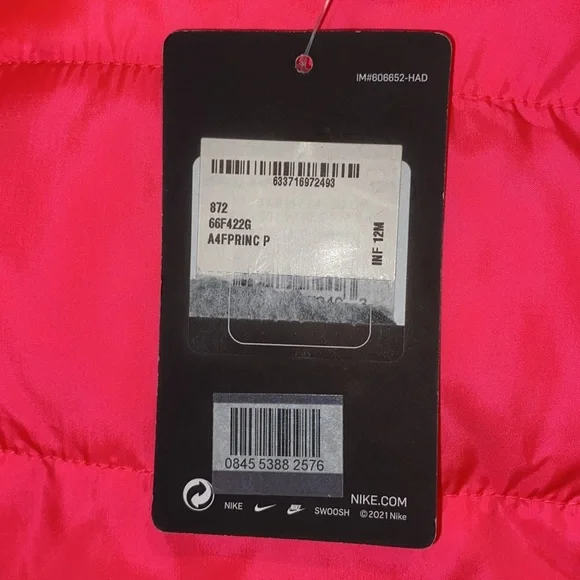 IM#606652-HAD
633716972493
872
66F422G
A4FPRINC P
INF 12M
0845 5388 2576
NIKE SWOOSH
NIKE.COM
©2021 Nike